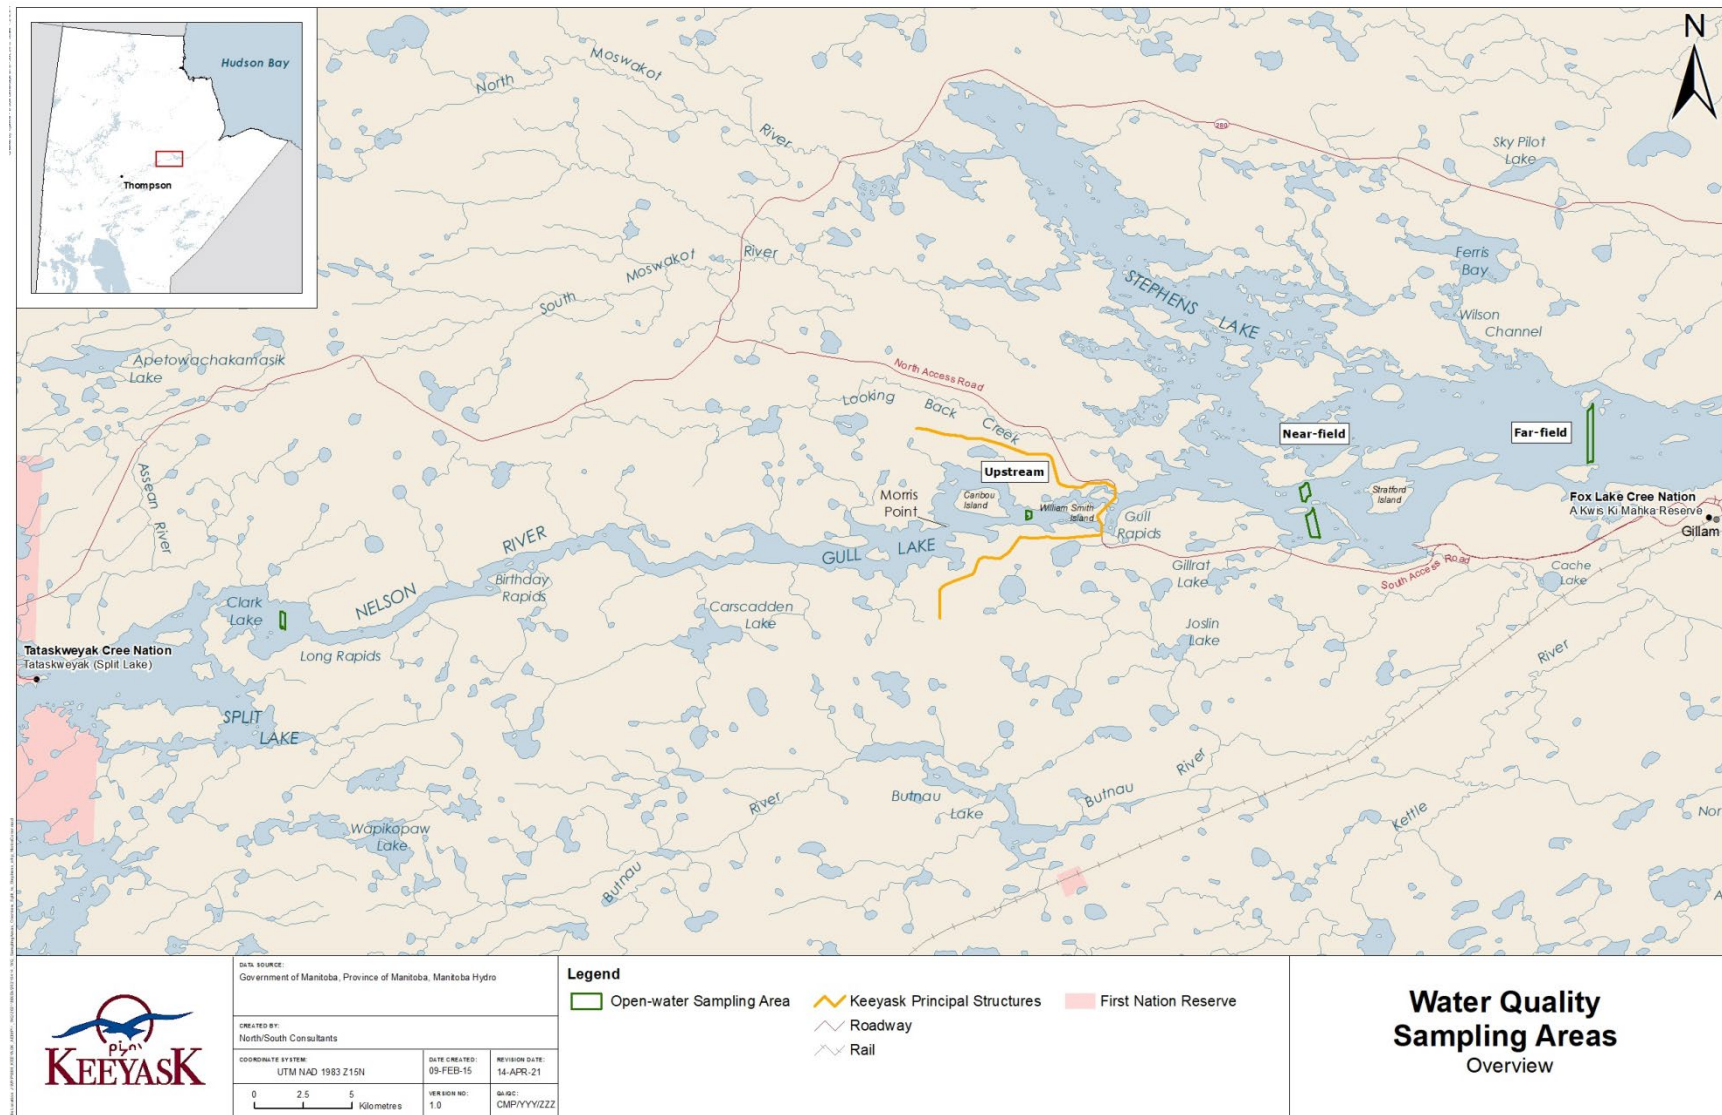 Hudson Bay
Thompson
N
North
Moswakot
River
280
Sky Pilot
Lake
Ferris
Bay
South
Moswakot
River
STEPHENS
LAKE
Wilson
Channel
Apetowachakamasik
Lake
North Access Road
Looking
Back
Creek
Near-field
Far-field
Upstream
Assean
River
Morris
Point
Caribou
Island
William Smith
Island
Gull
Rapids
Stratford
Island
Fox Lake Cree Nation
A Kwis Ki Mahka Reserve
Gillam
NELSON
RIVER
GULL
LAKE
Birthday
Rapids
Gillrat
Lake
South Access Road
Cache
Lake
Clark
Lake
Carscadden
Lake
Joslin
Lake
Long Rapids
Tataskweyak Cree Nation
Tataskweyak (Split Lake)
SPLIT
LAKE
River
Butnau
River
Butnau
Lake
Butnau
River
Kettle
Nor
Wapikopaw
Lake
A
KEEYASK
DATA SOURCE:
Government of Manitoba, Province of Manitoba, Manitoba Hydro
CREATED BY:
North/South Consultants
COORDINATE SYSTEM:
UTM NAD 1983 Z15N
DATE CREATED:
09-FEB-15
REVISION DATE:
14-APR-21
0 2.5 5
Kilometres
VERSION NO:
1.0
QA/QC:
CMP/YYY/ZZZ
Legend
Open-water Sampling Area
Keeyask Principal Structures
Roadway
Rail
First Nation Reserve
Water Quality
Sampling Areas
Overview